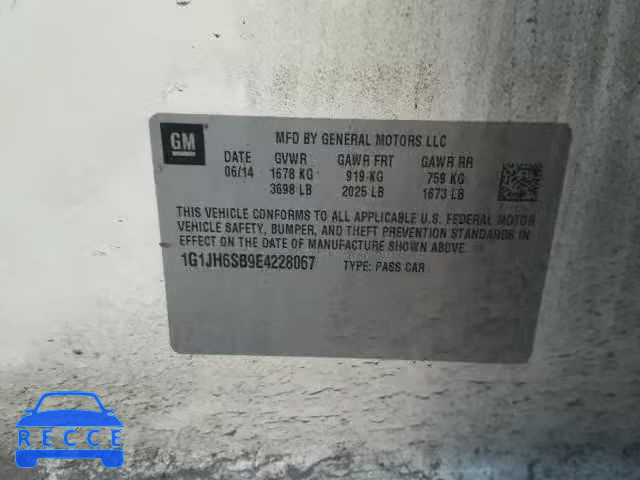 GM
MFD BY GENERAL MOTORS LLC
DATE GVWR GAWR FRT GAWR RR
06/14 1678 KG 919 KG 759 KG
3698 LB 2025 LB 1673 LB
THIS VEHICLE CONFORMS TO ALL APPLICABLE U.S. FEDERAL MOTOR
VEHICLE SAFETY, BUMPER, AND THEFT PREVENTION STANDARDS IN
EFFECT ON THE DATE OF MANUFACTURE SHOWN ABOVE.
1G1JH6SB9E4228067 TYPE: PASS CAR
RECCE